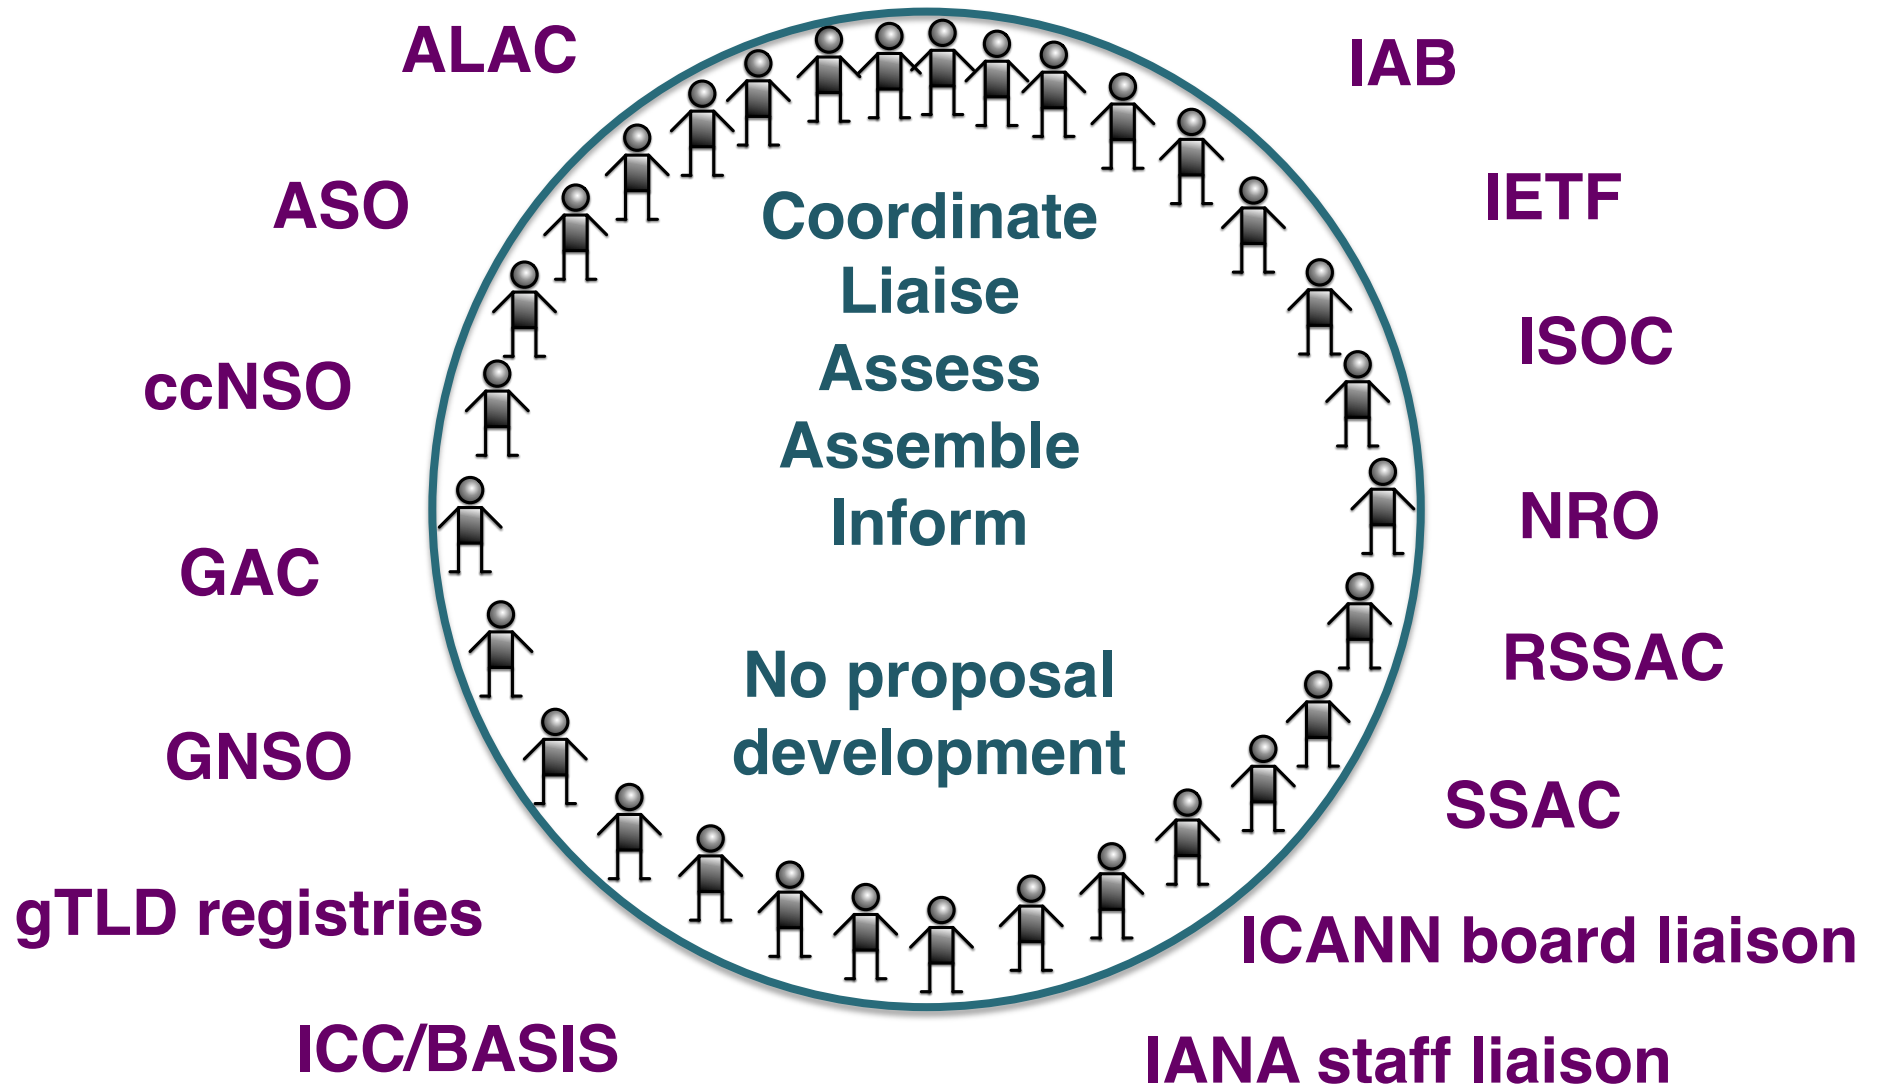 ALAC
ASO
ccNSO
GAC
GNSO
gTLD registries
ICC/BASIS
Coordinate
Liaise
Assess
Assemble
Inform
No proposal
development
IAB
IETF
ISOC
NRO
RSSAC
SSAC
ICANN board liaison
IANA staff liaison